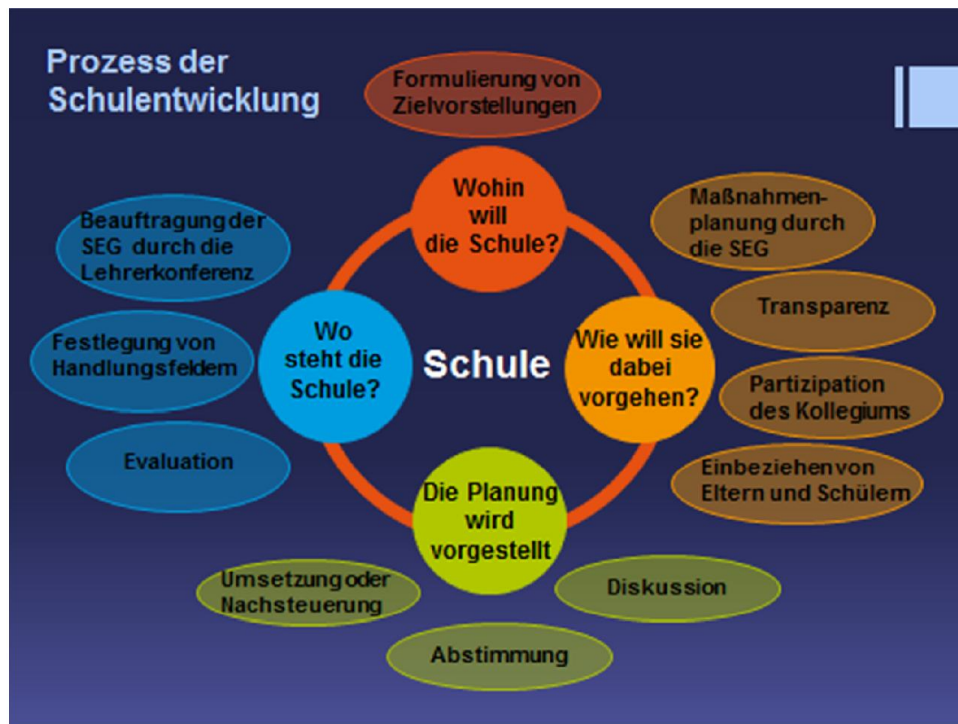 Prozess der
Schulentwicklung
Formulierung von
Zielvorstellungen
Wohin
will
die Schule?
Maßnahmen-
planung durch
die SEG
Transparenz
Partizipation
des Kollegiums
Einbeziehen von
Eltern und Schülern
Wie will sie
dabei
vorgehen?
Schule
Wo
steht die
Schule?
Beauftragung der
SEG durch die
Lehrerkonferenz
Festlegung von
Handlungsfeldern
Evaluation
Die Planung
wird
vorgestellt
Umsetzung oder
Nachsteuerung
Diskussion
Abstimmung